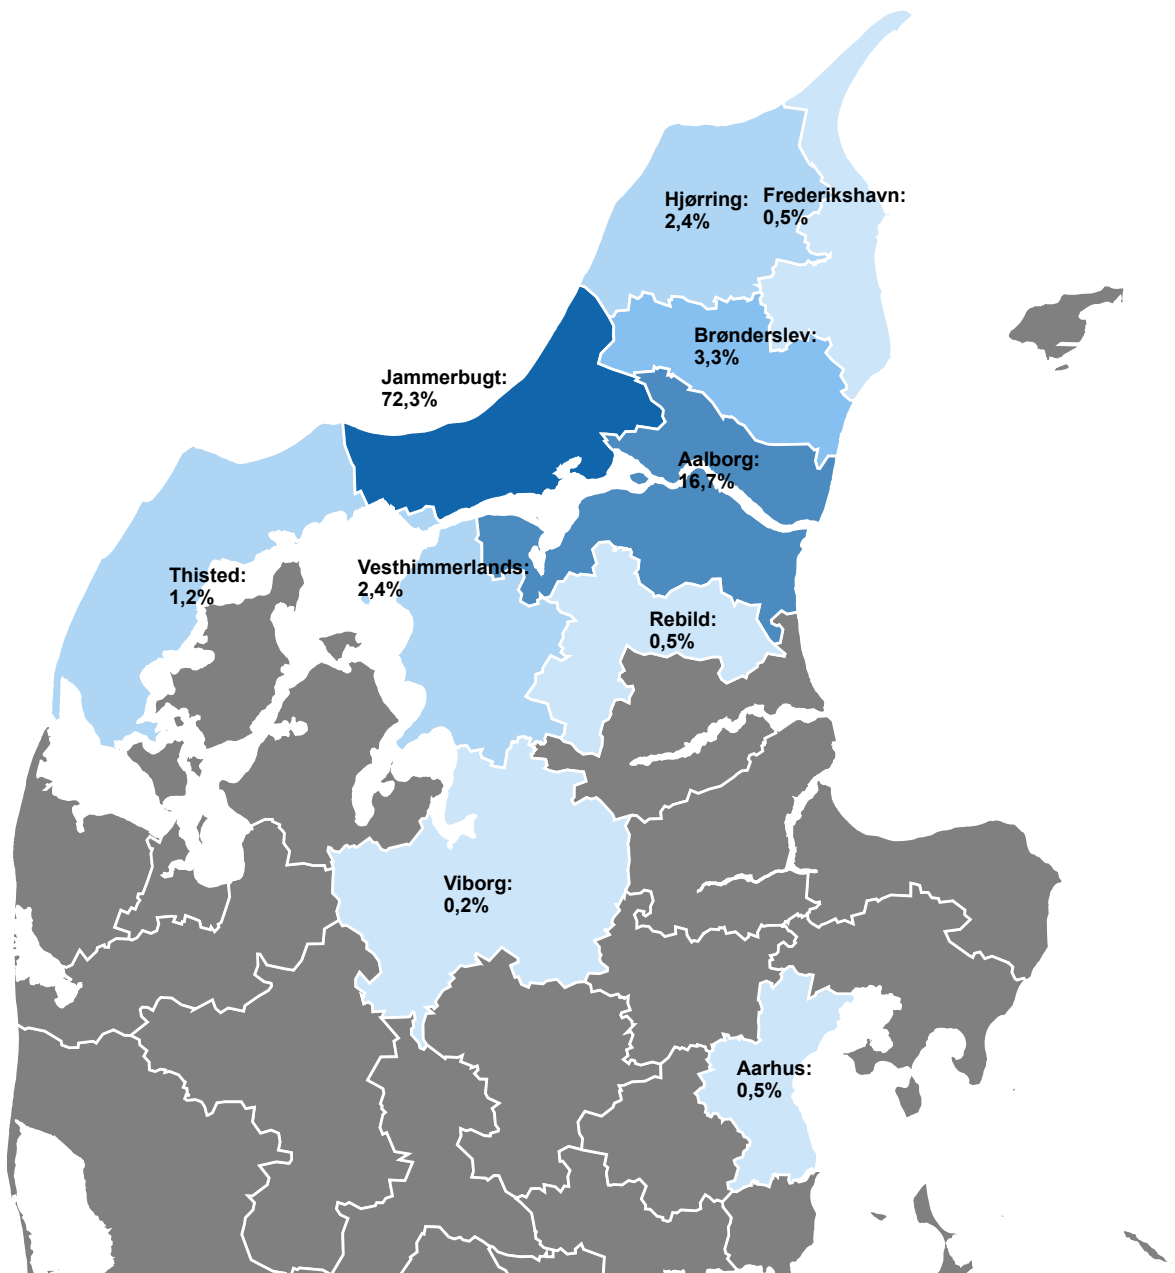 Hjørring:
2,4%
Frederikshavn:
0,5%
Brønderslev:
3,3%
Jammerbugt:
72,3%
Aalborg:
16,7%
Thisted:
1,2%
Vesthimmerlands:
2,4%
Rebild:
0,5%
Viborg:
0,2%
Aarhus:
0,5%